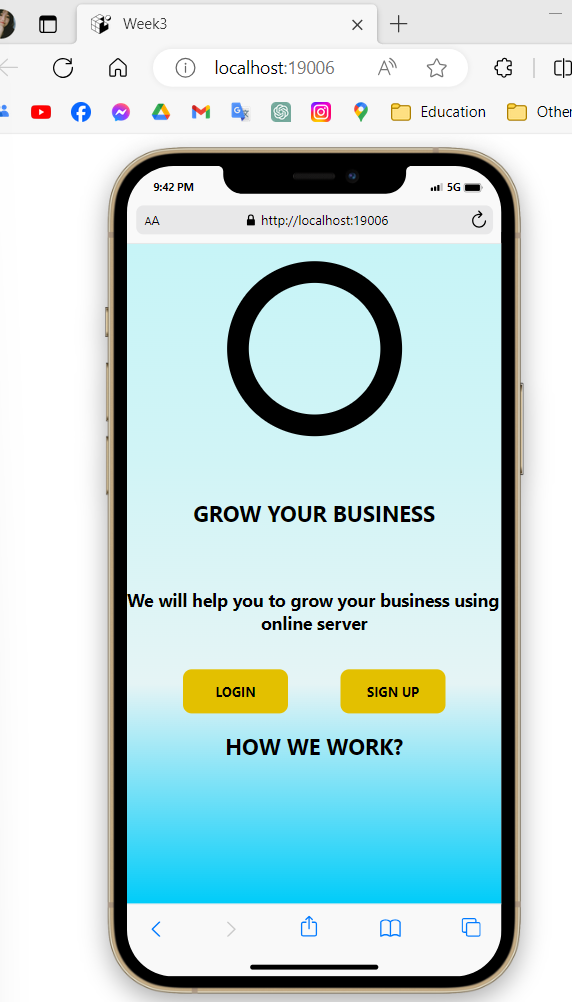 Week3
localhost:19006
Education
Other
9:42 PM
5G
AA
http://localhost:19006
GROW YOUR BUSINESS
We will help you to grow your business using
online server
LOGIN
SIGN UP
HOW WE WORK?